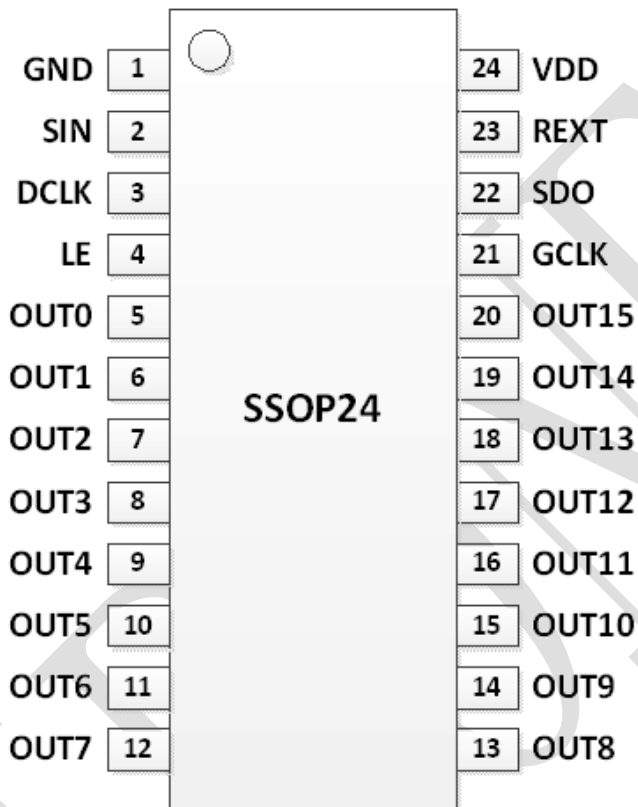 GND 1 24 VDD
SIN 2 23 REXT
DCLK 3 22 SDO
LE 4 21 GCLK
OUT0 5 20 OUT15
OUT1 6 19 OUT14
SSOP24
OUT2 7 18 OUT13
OUT3 8 17 OUT12
OUT4 9 16 OUT11
OUT5 10 15 OUT10
OUT6 11 14 OUT9
OUT7 12 13 OUT8